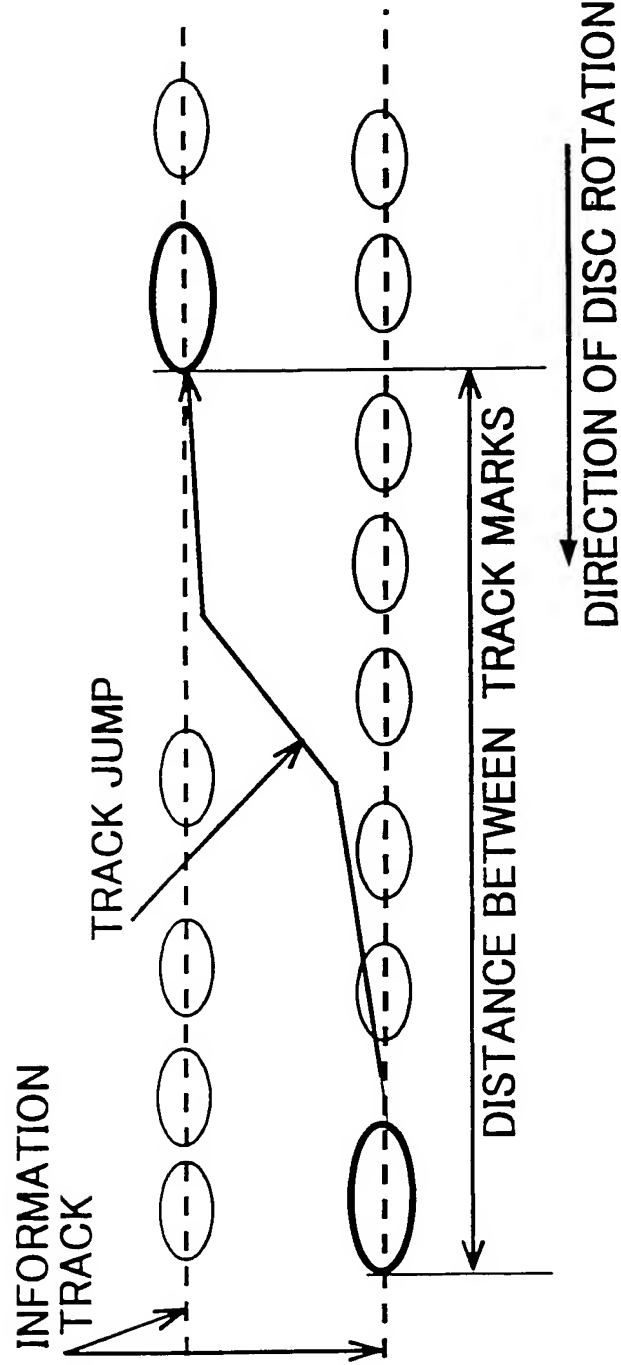 INFORMATION
TRACK
TRACK JUMP
DISTANCE BETWEEN TRACK MARKS
DIRECTION OF DISC ROTATION